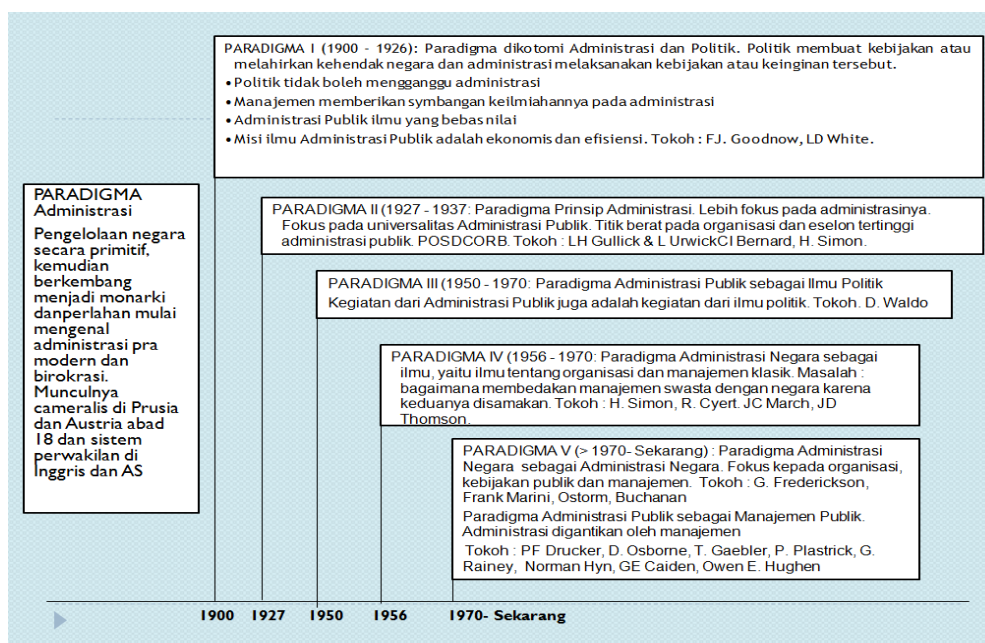 PARADIGMA I (1900 - 1926): Paradigma dikotomi Administrasi dan Politik. Politik membuat kebijakan atau
melahirkan kehendak negara dan administrasi melaksanakan kebijakan atau keinginan tersebut.
•Politik tidak boleh mengganggu administrasi
•Manajemen memberikan symbangan keilmiahannya pada administrasi
•Administrasi Publik ilmu yang bebas nilai
•Misi ilmu Administrasi Publik adalah ekonomis dan efisiensi. Tokoh : FJ. Goodnow, LD White.
PARADIGMA
Administrasi
Pengelolaan negara
secara primitif,
kemudian
berkembang
menjadi monarki
danperlahan mulai
mengenal
administrasi pra
modern dan
birokrasi.
Munculnya
cameralis di Prusia
dan Austria abad
18 dan sistem
perwakilan di
Inggris dan AS
PARADIGMA II (1927 - 1937: Paradigma Prinsip Administrasi. Lebih fokus pada administrasinya.
Fokus pada universalitas Administrasi Publik. Titik berat pada organisasi dan eselon tertinggi
administrasi publik. POSDCORB. Tokoh : LH Gullick & L UrwickCI Bernard, H. Simon.
PARADIGMA III (1950 - 1970: Paradigma Administrasi Publik sebagai Ilmu Politik
Kegiatan dari Administrasi Publik juga adalah kegiatan dari ilmu politik. Tokoh. D. Waldo
PARADIGMA IV (1956 - 1970: Paradigma Administrasi Negara sebagai
ilmu, yaitu ilmu tentang organisasi dan manajemen klasik. Masalah :
bagaimana membedakan manajemen swasta dengan negara karena
keduanya disamakan. Tokoh : H. Simon, R. Cyert. JC March, JD
Thomson.
PARADIGMA V (> 1970- Sekarang) : Paradigma Administrasi
Negara sebagai Administrasi Negara. Fokus kepada organisasi,
kebijakan publik dan manajemen. Tokoh : G. Frederickson,
Frank Marini, Ostorm, Buchanan
Paradigma Administrasi Publik sebagai Manajemen Publik.
Administrasi digantikan oleh manajemen
Tokoh : PF Drucker, D. Osborne, T. Gaebler, P. Plastrick, G.
Rainey, Norman Hyn, GE Caiden, Owen E. Hughen
1900 1927 1950 1956 1970- Sekarang